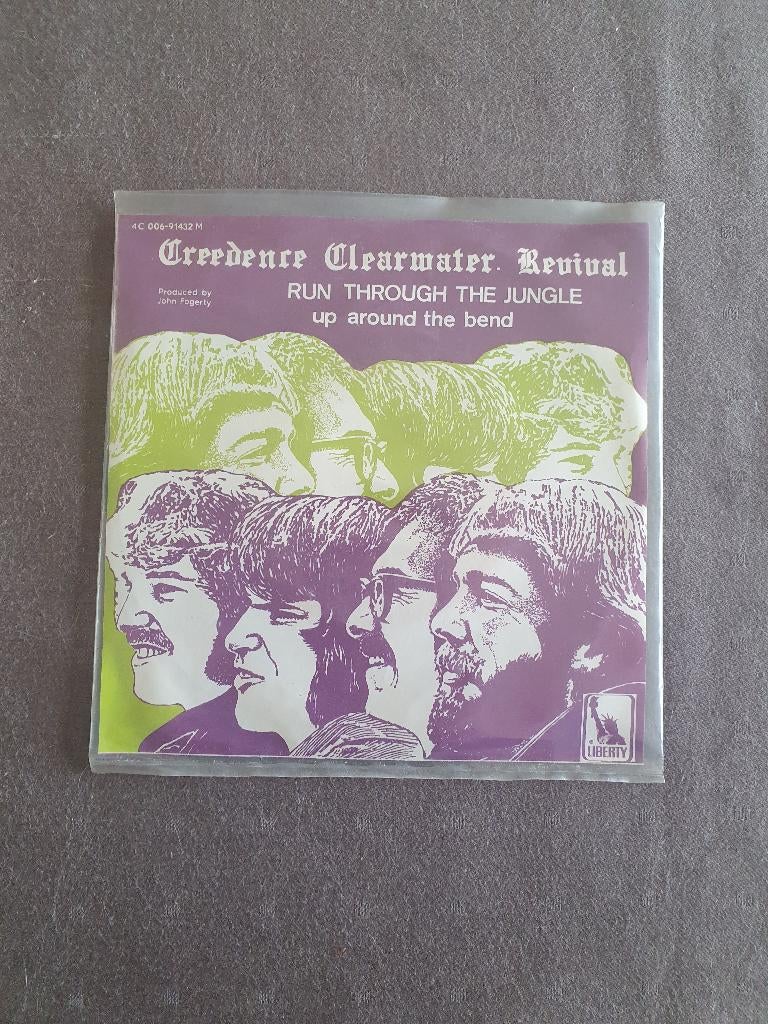 4C 006-91432 M
Creedence Clearwater. Revival
Produced by
John Fogerty
RUN THROUGH THE JUNGLE
up around the bend
LIBERTY